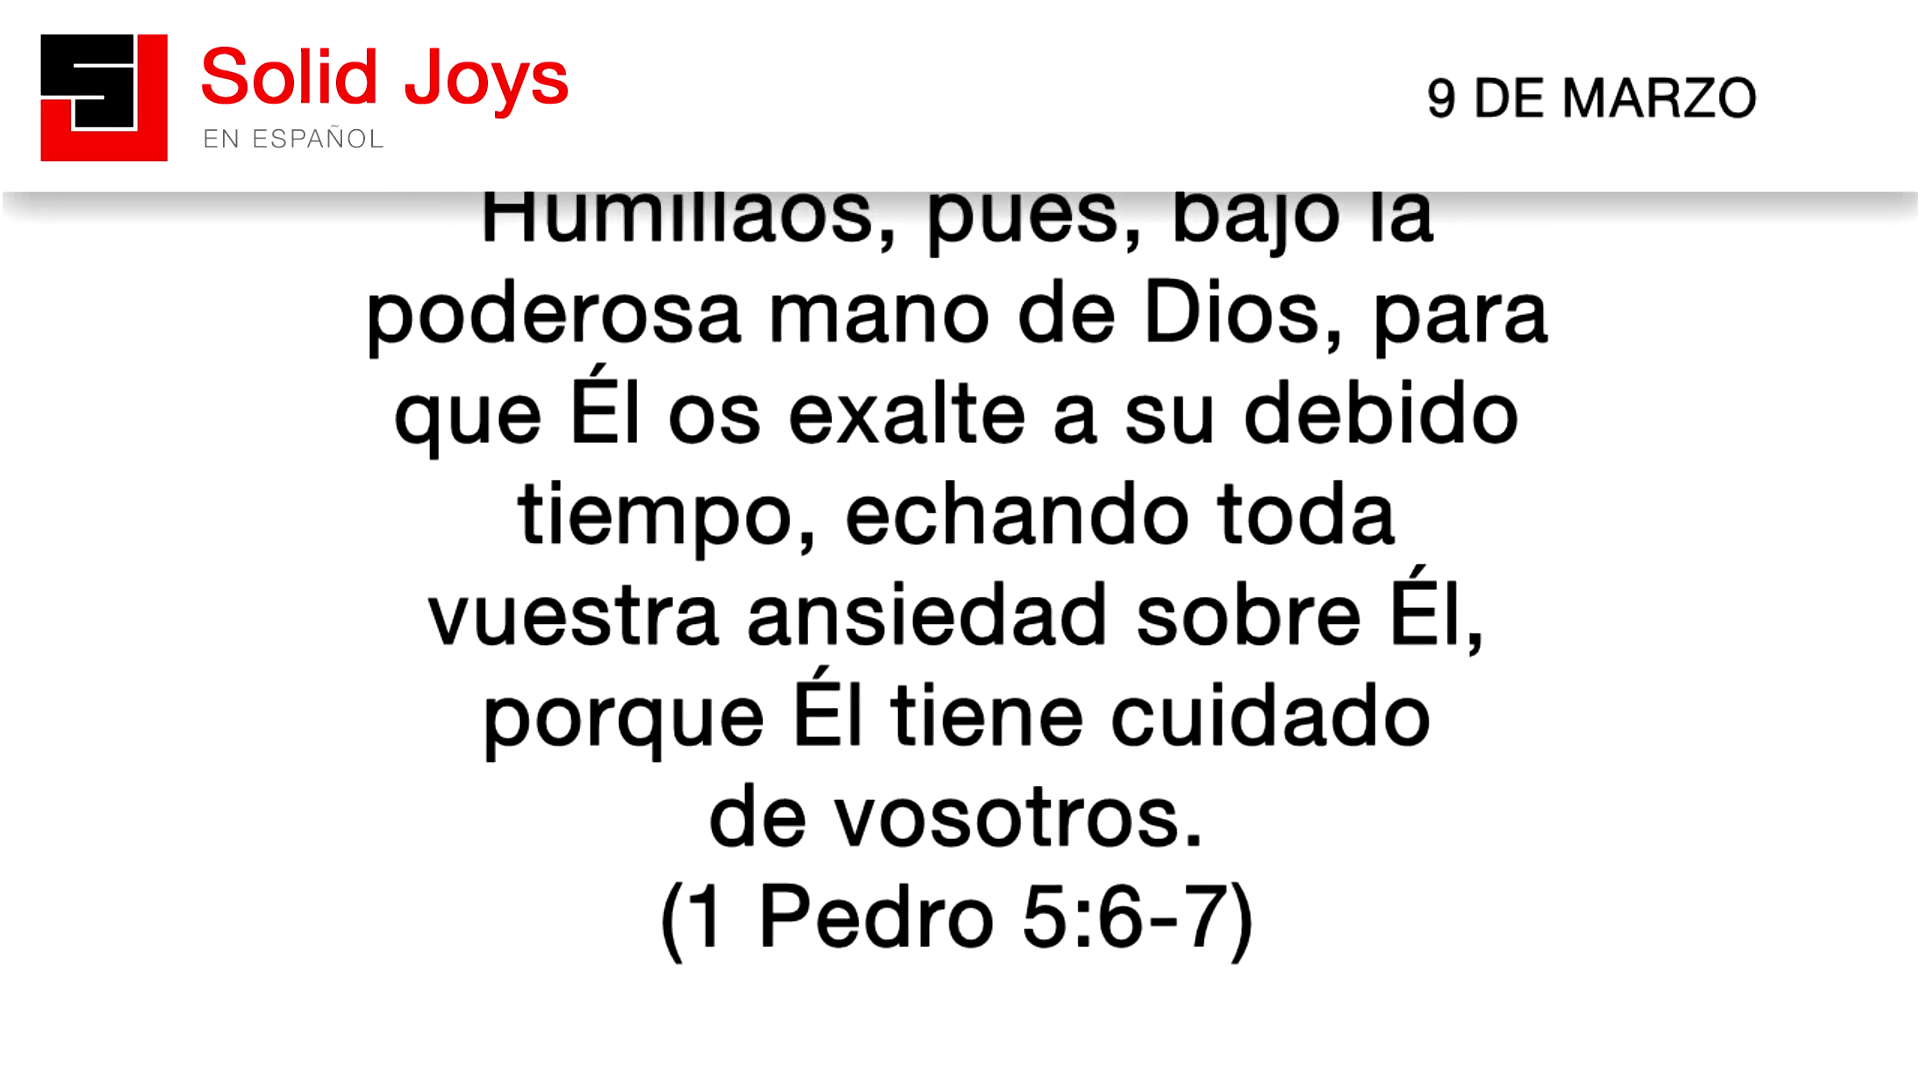 Solid Joys
EN ESPAÑOL
9 DE MARZO
Humillaos, pues, bajo la
poderosa mano de Dios, para
que Él os exalte a su debido
tiempo, echando toda
vuestra ansiedad sobre Él,
porque Él tiene cuidado
de vosotros.
(1 Pedro 5:6-7)